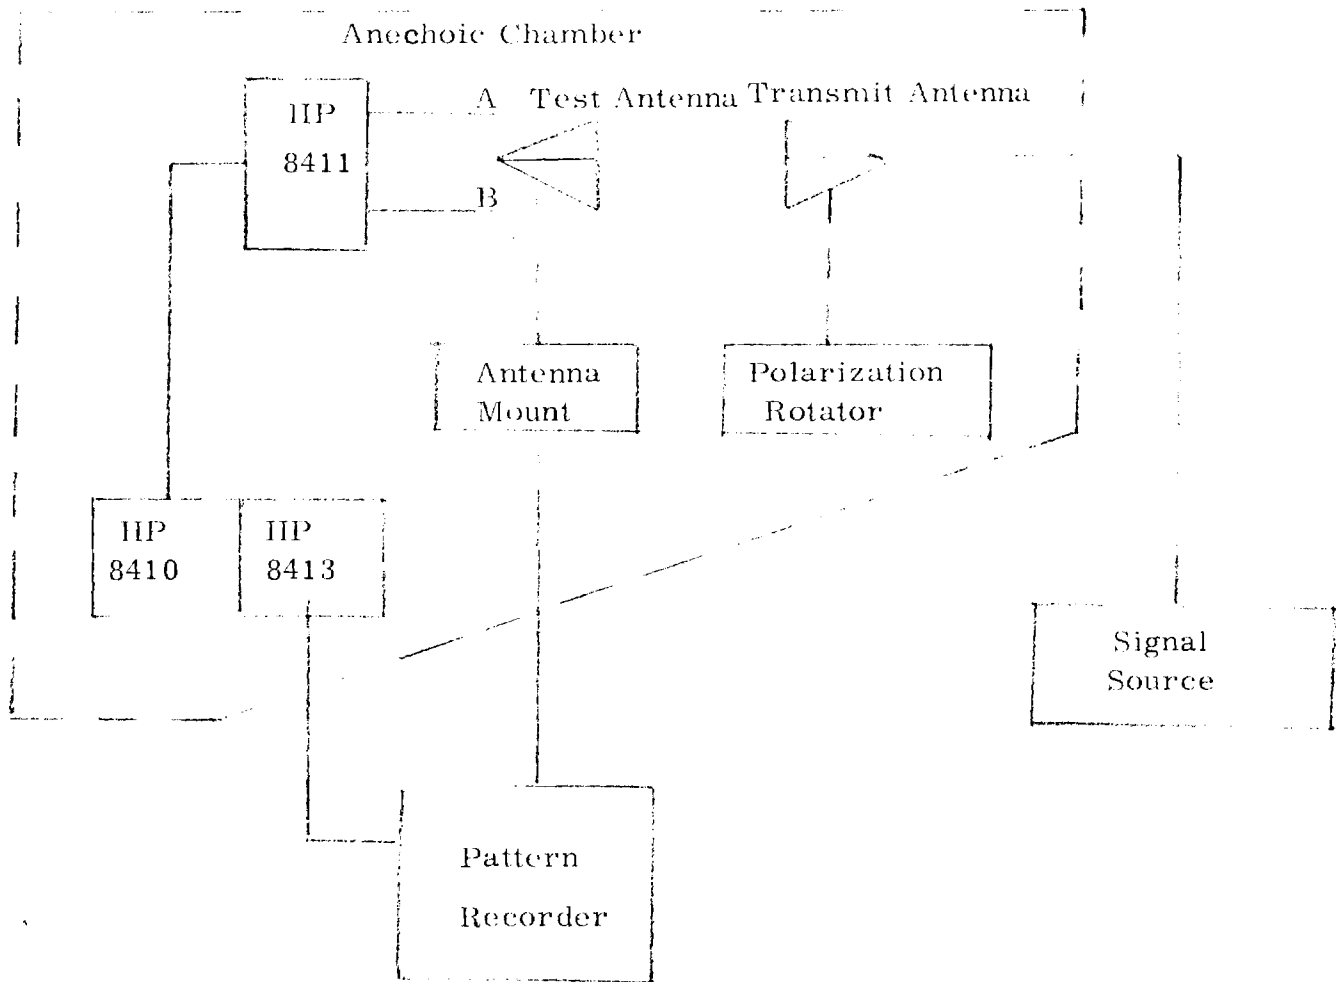 Anechoic Chamber
HP
8411
A
B
Test Antenna
Transmit Antenna
Antenna
Mount
Polarization
Rotator
HP
8410
HP
8413
Signal
Source
Pattern
Recorder